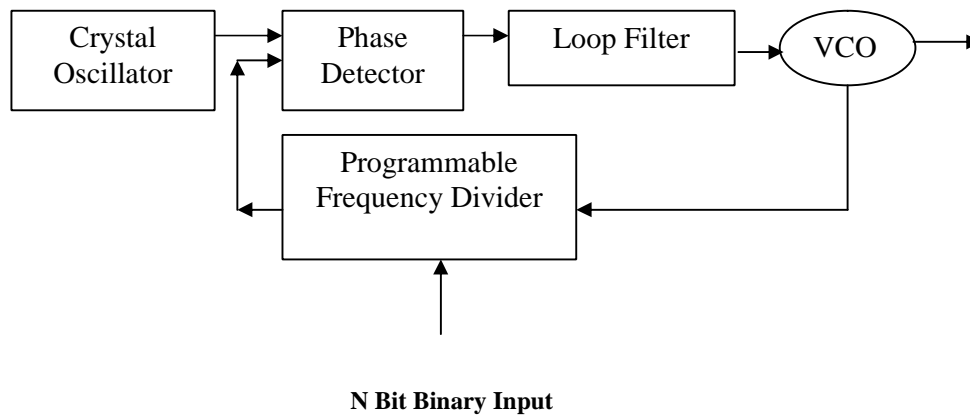 Crystal
Oscillator
Phase
Detector
Loop Filter
VCO
Programmable
Frequency Divider
N Bit Binary Input